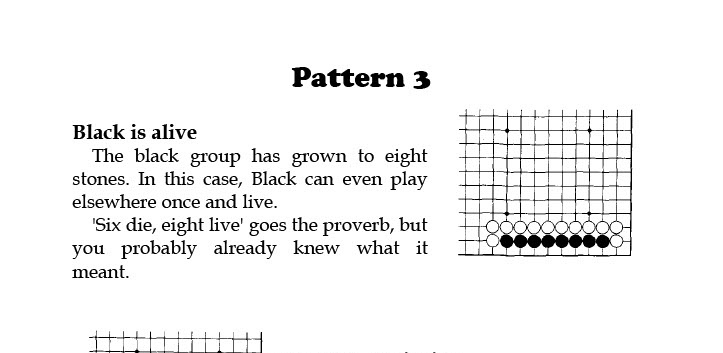 Pattern 3
Black is alive
The black group has grown to eight
stones. In this case, Black can even play
elsewhere once and live.
'Six die, eight live' goes the proverb, but
you probably already knew what it
meant.